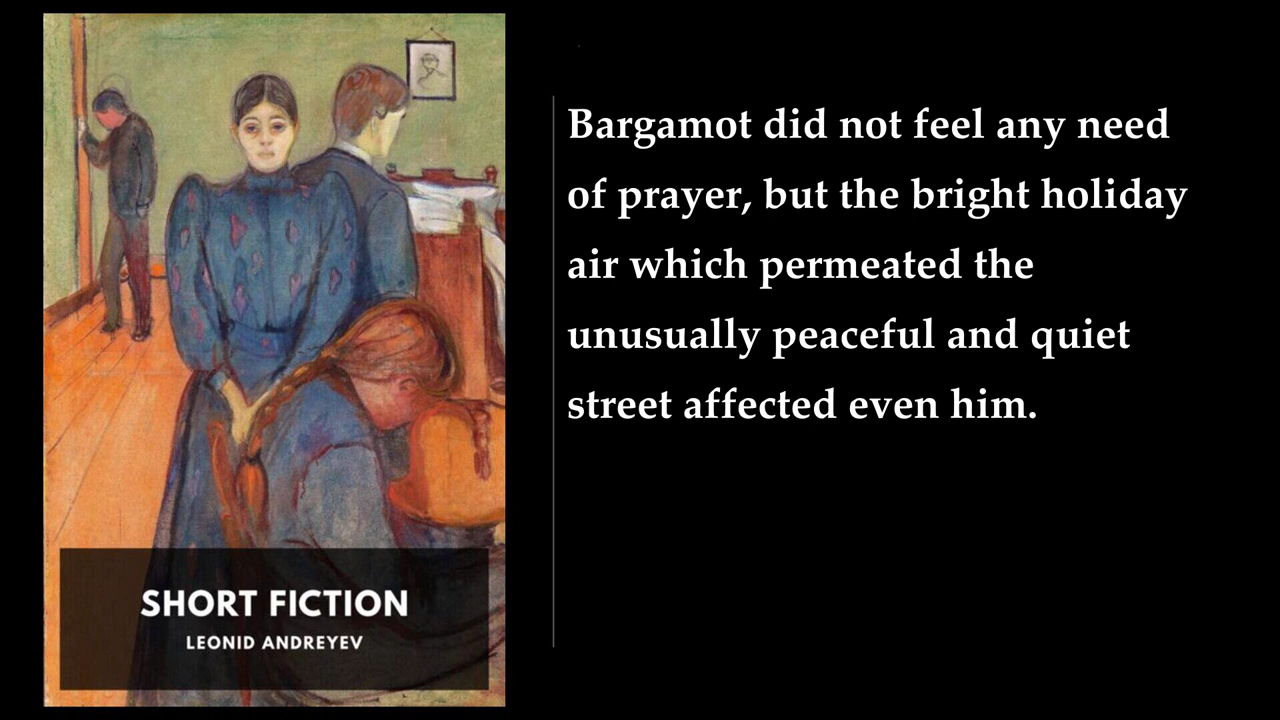 Bargamot did not feel any need
of prayer, but the bright holiday
air which permeated the
unusually peaceful and quiet
street affected even him.
SHORT FICTION
LEONID ANDREYEV